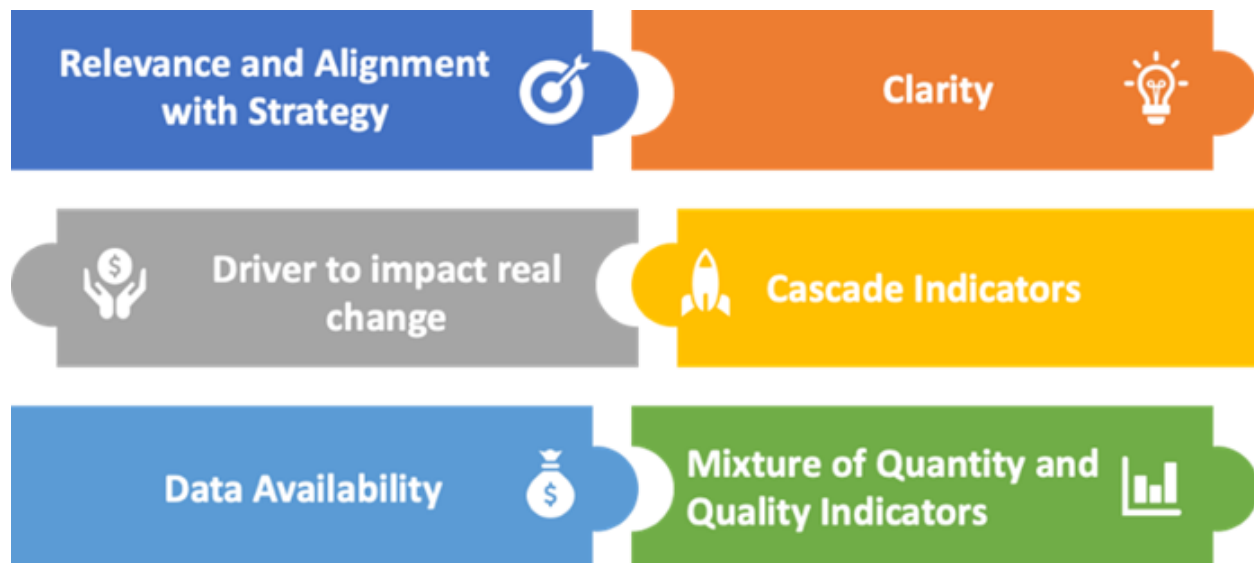 Relevance and Alignment
with Strategy
Clarity
Driver to impact real
change
Cascade Indicators
Data Availability
Mixture of Quantity and
Quality Indicators